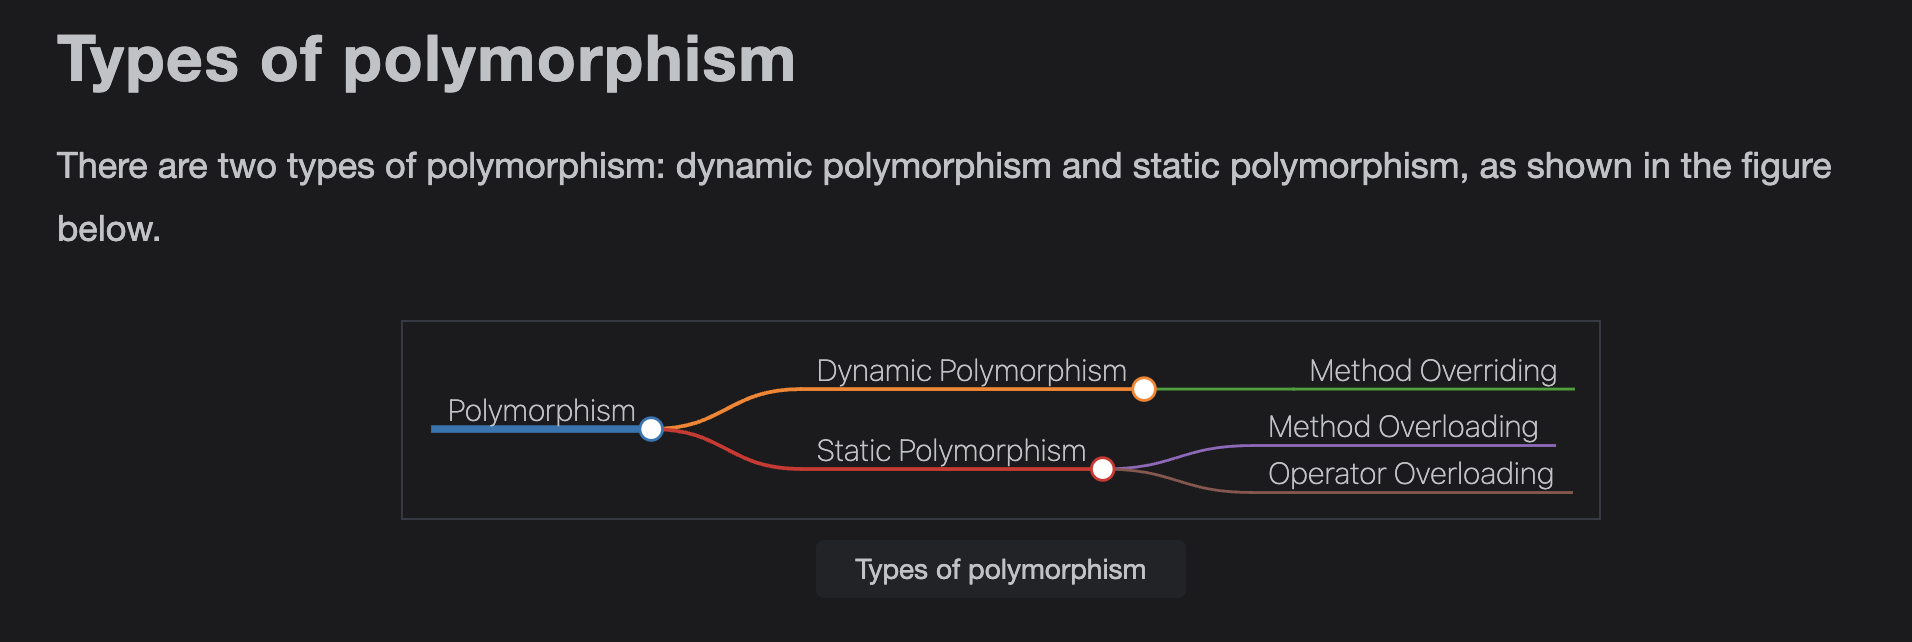 Types of polymorphism
There are two types of polymorphism: dynamic polymorphism and static polymorphism, as shown in the figure
below.
Polymorphism
Dynamic Polymorphism
Method Overriding
Static Polymorphism
Method Overloading
Operator Overloading
Types of polymorphism